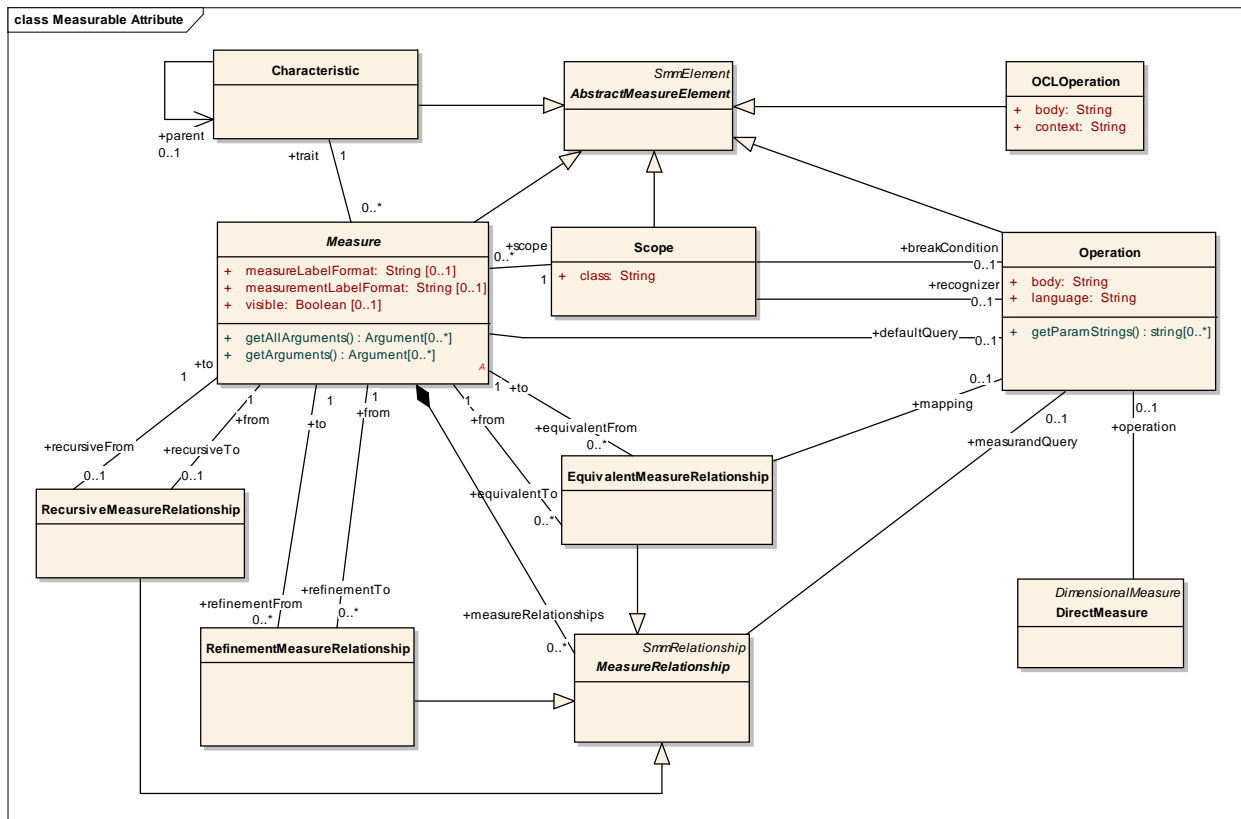 class Measurable Attribute
Characteristic
SmmElement
AbstractMeasureElement
OCLOperation
+ body: String
+ context: String
+parent
0..1
+trait
1
0..*
Measure
+ measureLabelFormat: String [0..1]
+ measurementLabelFormat: String [0..1]
+ visible: Boolean [0..1]
+ getAllArguments() : Argument[0..*]
+ getArguments() : Argument[0..*]
A
+scope
0..*
1
Scope
+ class: String
+breakCondition
0..1
+recognizer
0..1
+defaultQuery
0..1
Operation
+ body: String
+ language: String
+ getParamStrings() : string[0..*]
+to
1
1
+from
1
+to
1
+from
1
+from
1
+to
0..1
+mapping
0..1
+measurandQuery
0..1
+operation
+recursiveFrom
0..1
+recursiveTo
0..1
+equivalentFrom
0..*
+equivalentTo
0..*
RecursiveMeasureRelationship
EquivalentMeasureRelationship
+refinementFrom
0..*
+refinementTo
0..*
+measureRelationships
0..*
DimensionalMeasure
DirectMeasure
RefinementMeasureRelationship
SmmRelationship
MeasureRelationship